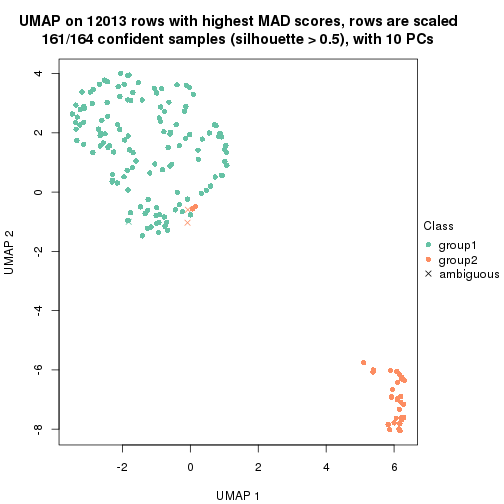 UMAP on 12013 rows with highest MAD scores, rows are scaled
161/164 confident samples (silhouette > 0.5), with 10 PCs
4
2
0
-2
-4
-6
-8
UMAP 2
-2
0
2
4
6
UMAP 1
Class
group1
group2
ambiguous